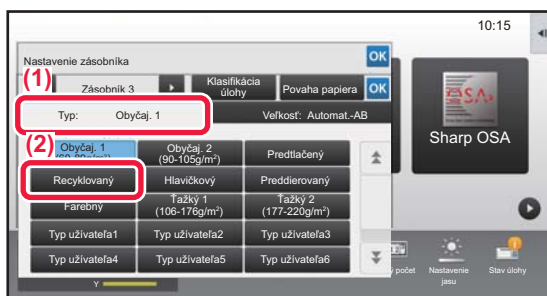 10:15
Nastavenie zásobníka
OK
(1)
Zásobník 3
Klasifikácia
úlohy
Povaha papiera
OK
Typ: Obyčaj. 1
Veľkosť: Automat.-AB
(2)
Obyčaj. 1
Obyčaj. 2
(90-105g/m²)
Predtlačený
Recyklovaný
Hlavičkový
Preddierovaný
Farebný
Ťažký 1
(106-176g/m²)
Ťažký 2
(177-220g/m²)
Typ užívateľa1
Typ užívateľa2
Typ užívateľa3
Typ užívateľa4
Typ užívateľa5
Typ užívateľa6
OSA
Sharp OSA
počet
Nastavenie
jasu
Stav úlohy
Y